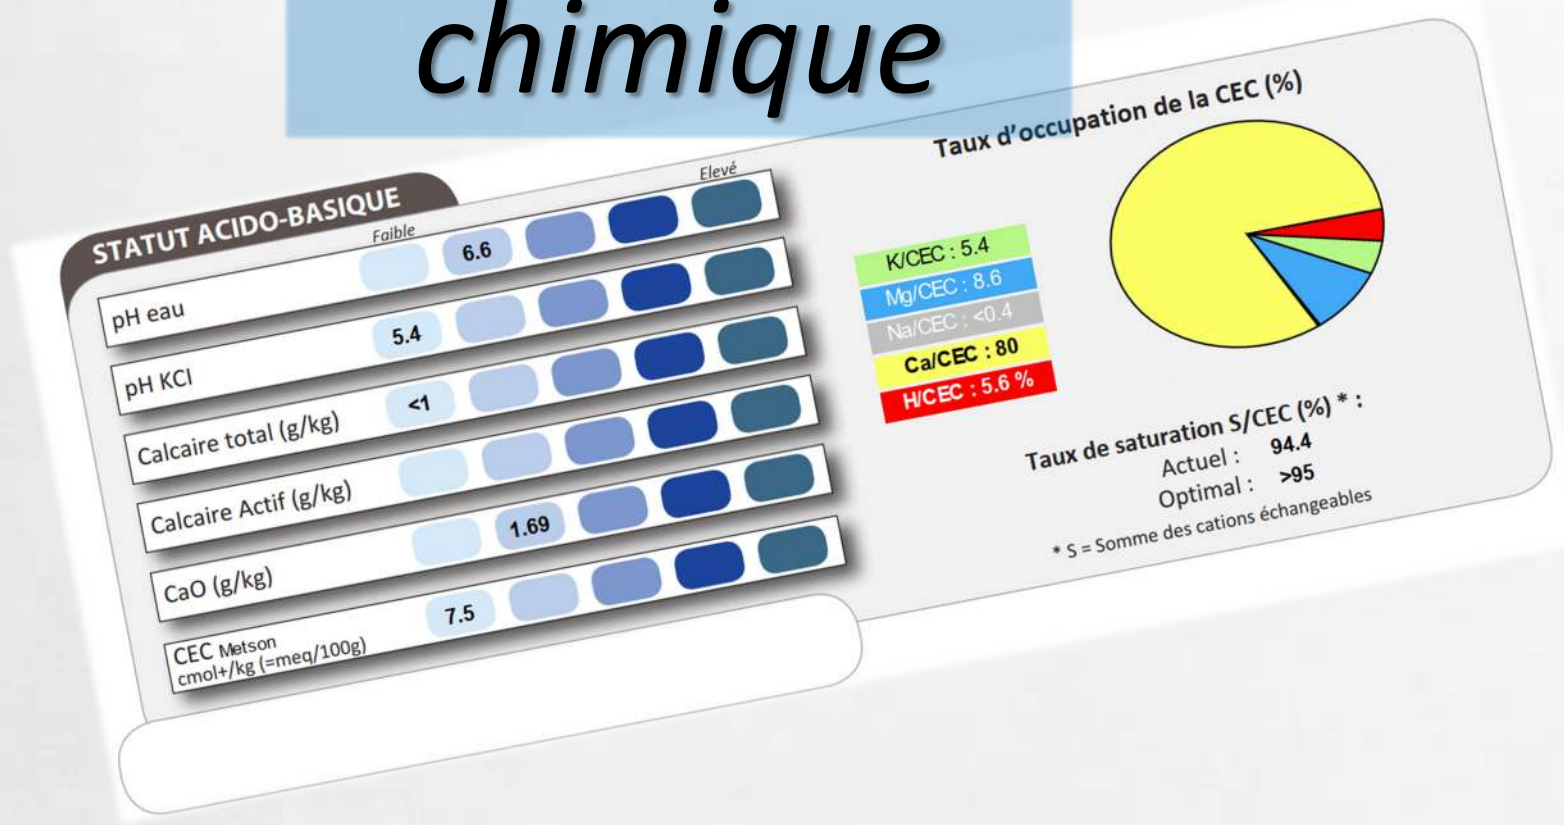 chimique
STATUT ACIDO-BASIQUE
Faible
Elevé
pH eau
6.6
pH KCl
5.4
Calcaire total (g/kg)
<1
Calcaire Actif (g/kg)
CaO (g/kg)
1.69
CEC Metson
cmol+/kg (=meq/100g)
7.5
Taux d'occupation de la CEC (%)
K/CEC : 5.4
Mg/CEC : 8.6
Na/CEC : <0.4
Ca/CEC : 80
H/CEC : 5.6 %
Taux de saturation S/CEC (%) * :
Actuel : 94.4
Optimal : >95
* S = Somme des cations échangeables